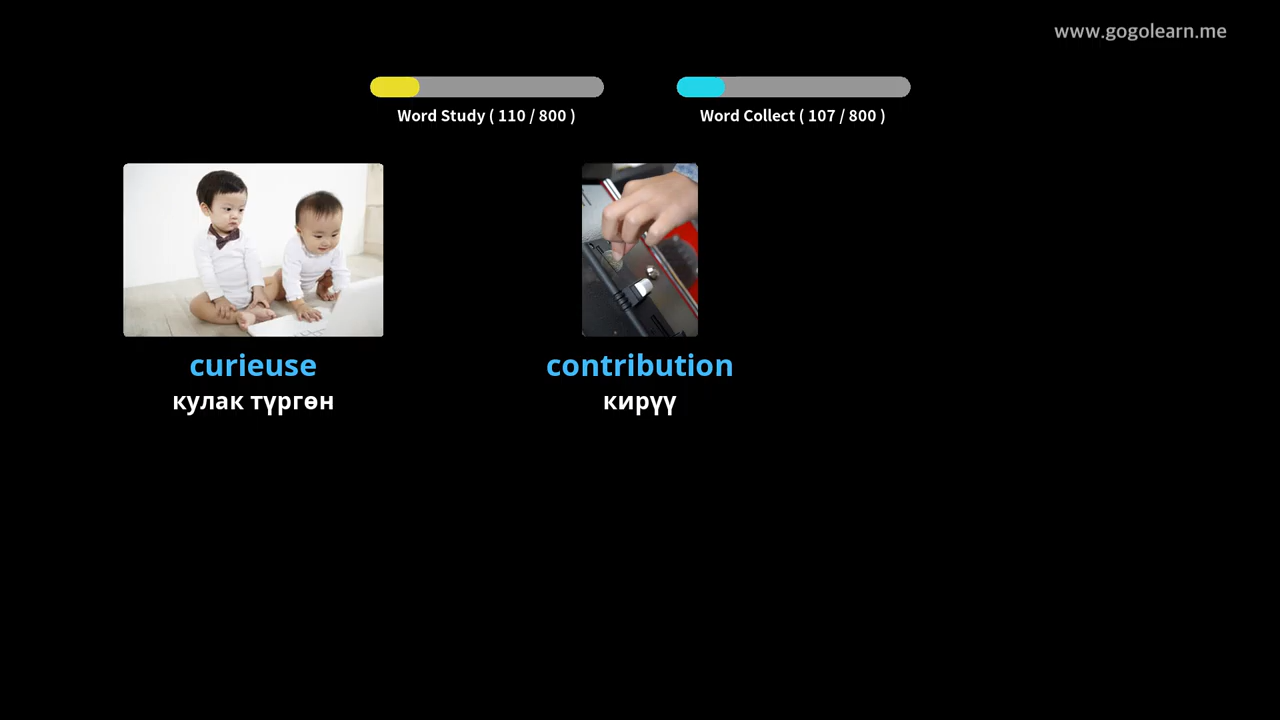 www.gogolearn.me
Word Study ( 110 / 800 )
Word Collect ( 107 / 800 )
curieuse
кулак түргөн
contribution
кирүү